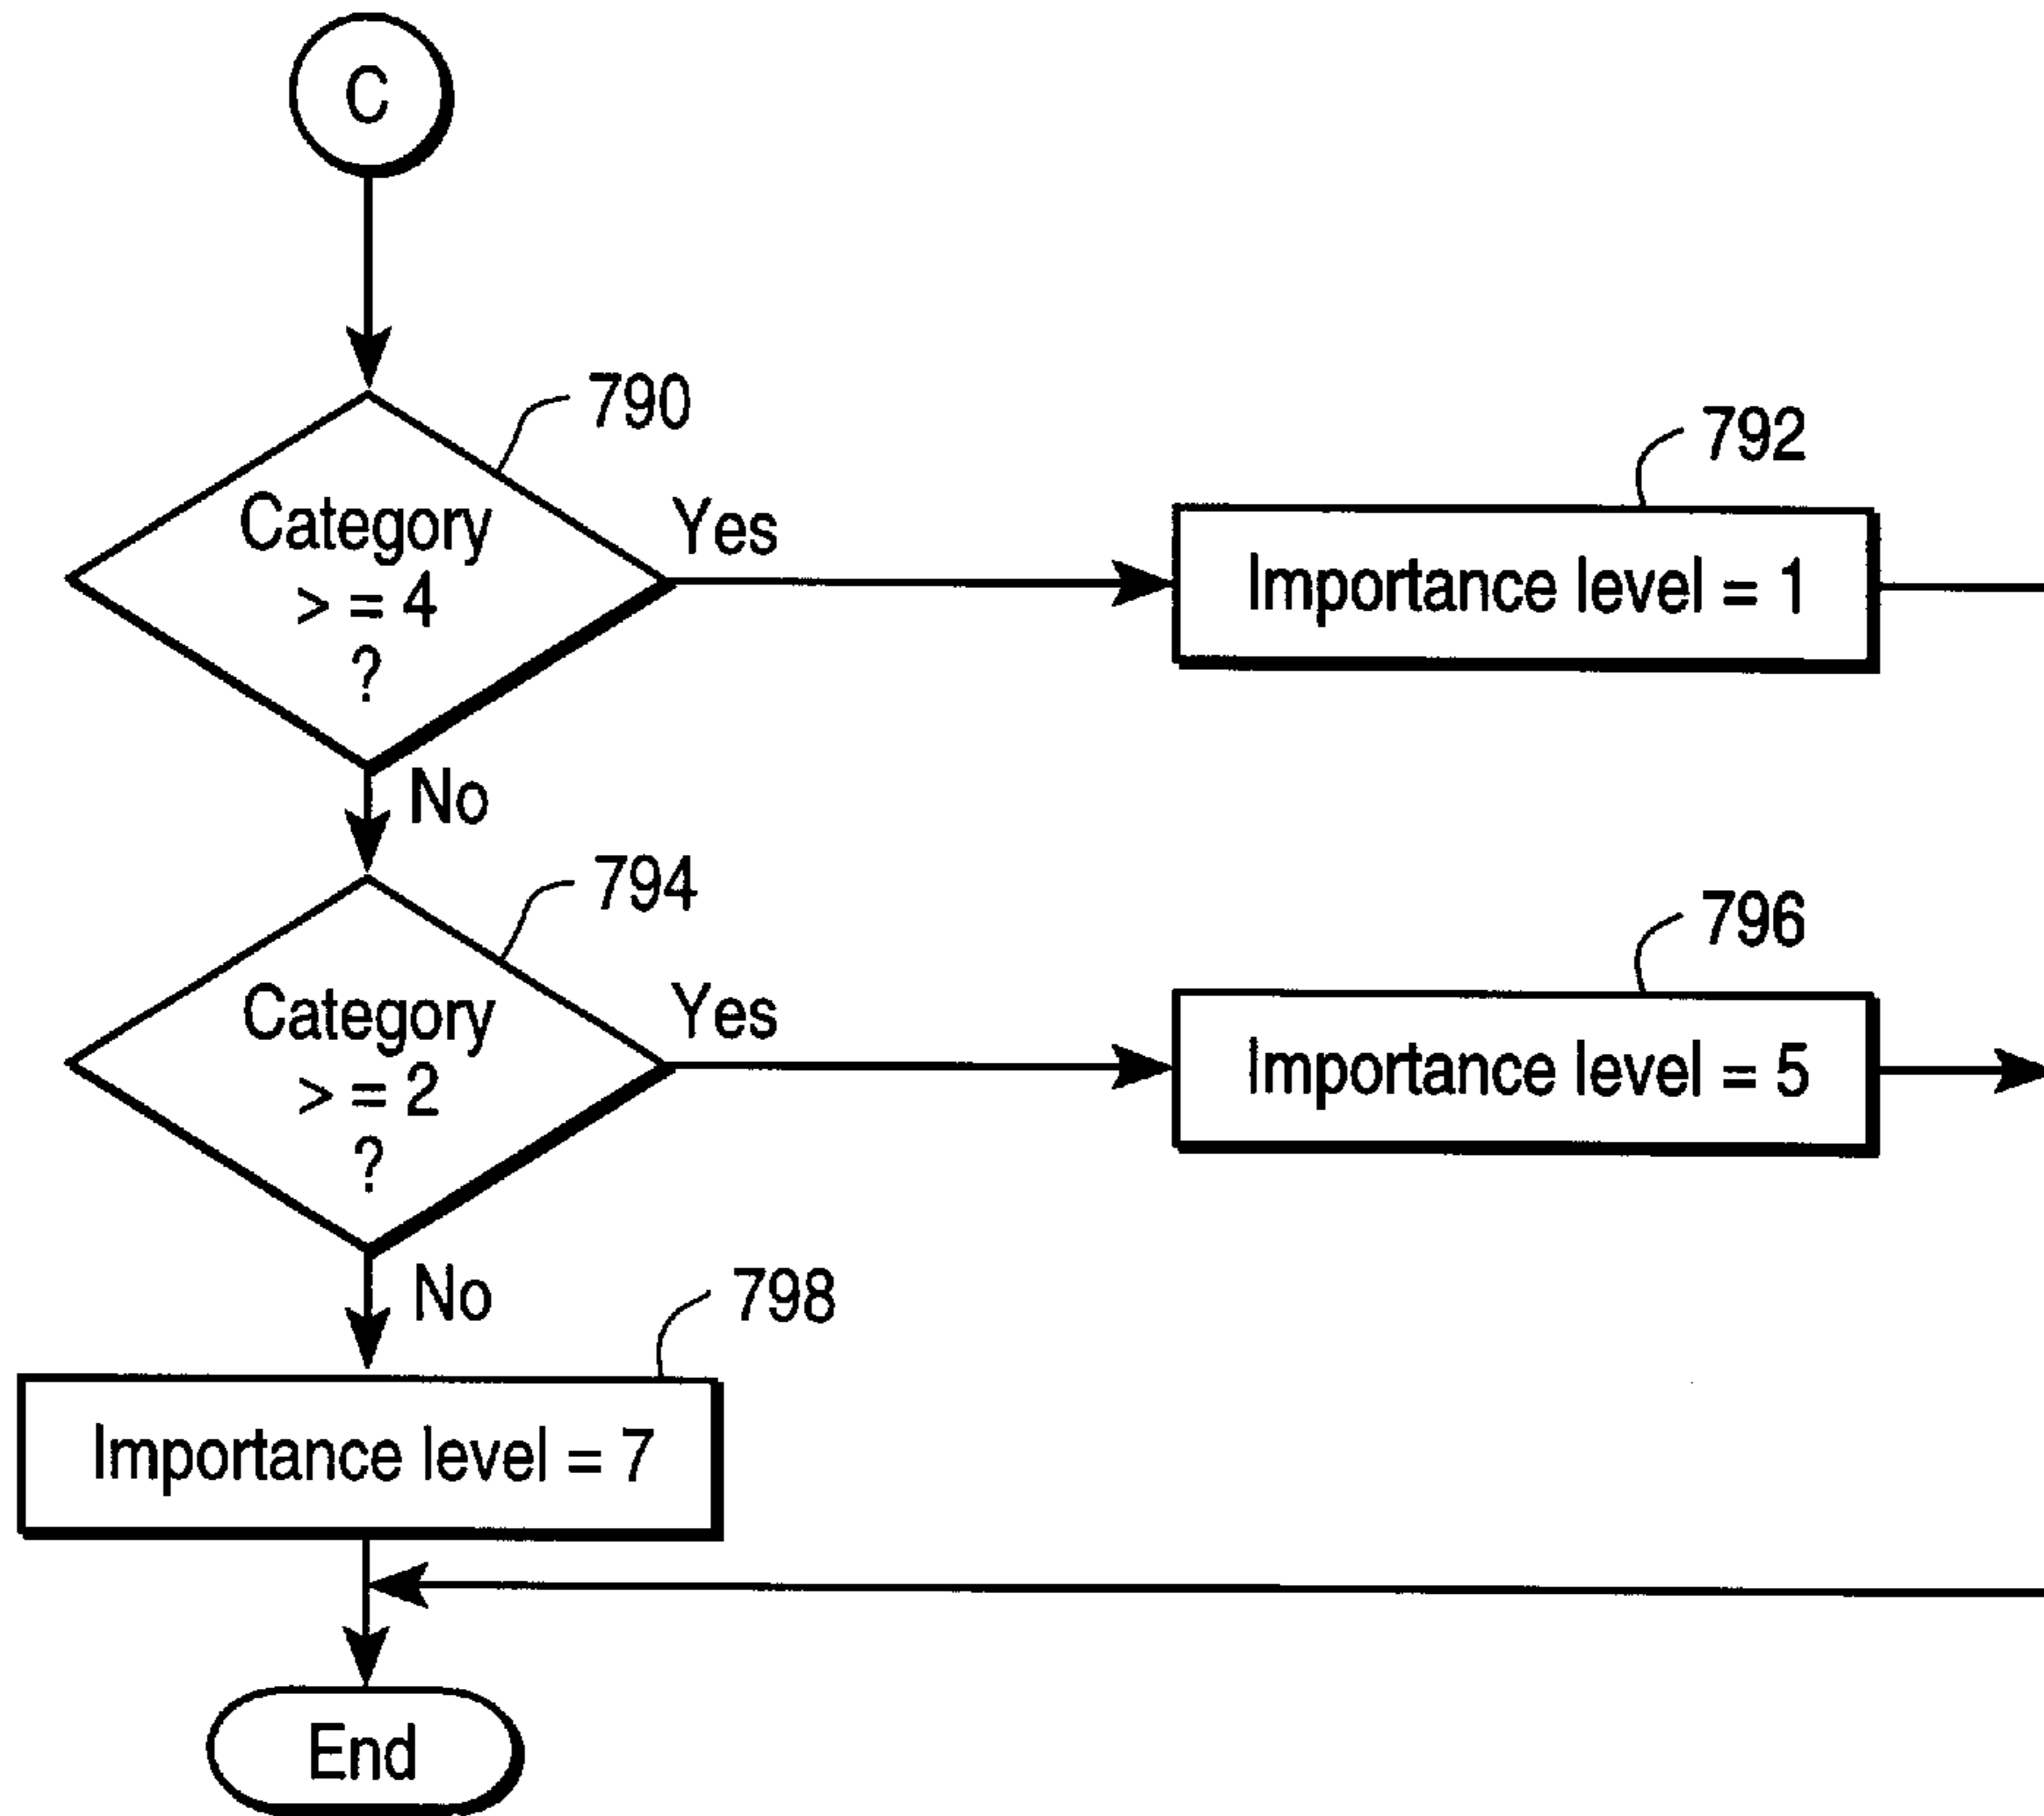 C
790
Category
> = 4
?
Yes
792
Importance level = 1
No
794
Category
> = 2
?
Yes
796
Importance level = 5
No
798
Importance level = 7
End